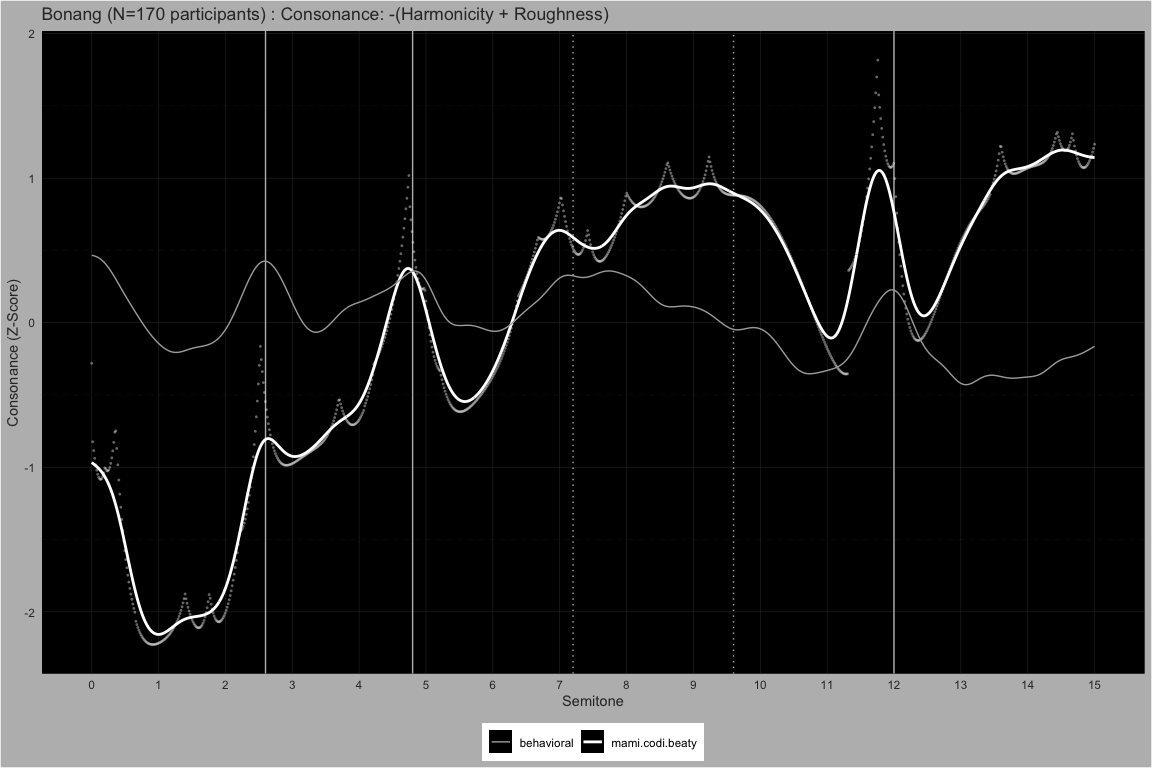 Bonang (N=170 participants) : Consonance: -(Harmonicity + Roughness)
2
1
0
-1
-2
Consonance (Z-Score)
0 1 2 3 4 5 6 7 8 9 10 11 12 13 14 15
Semitone
behavioral mami.codi.beaty